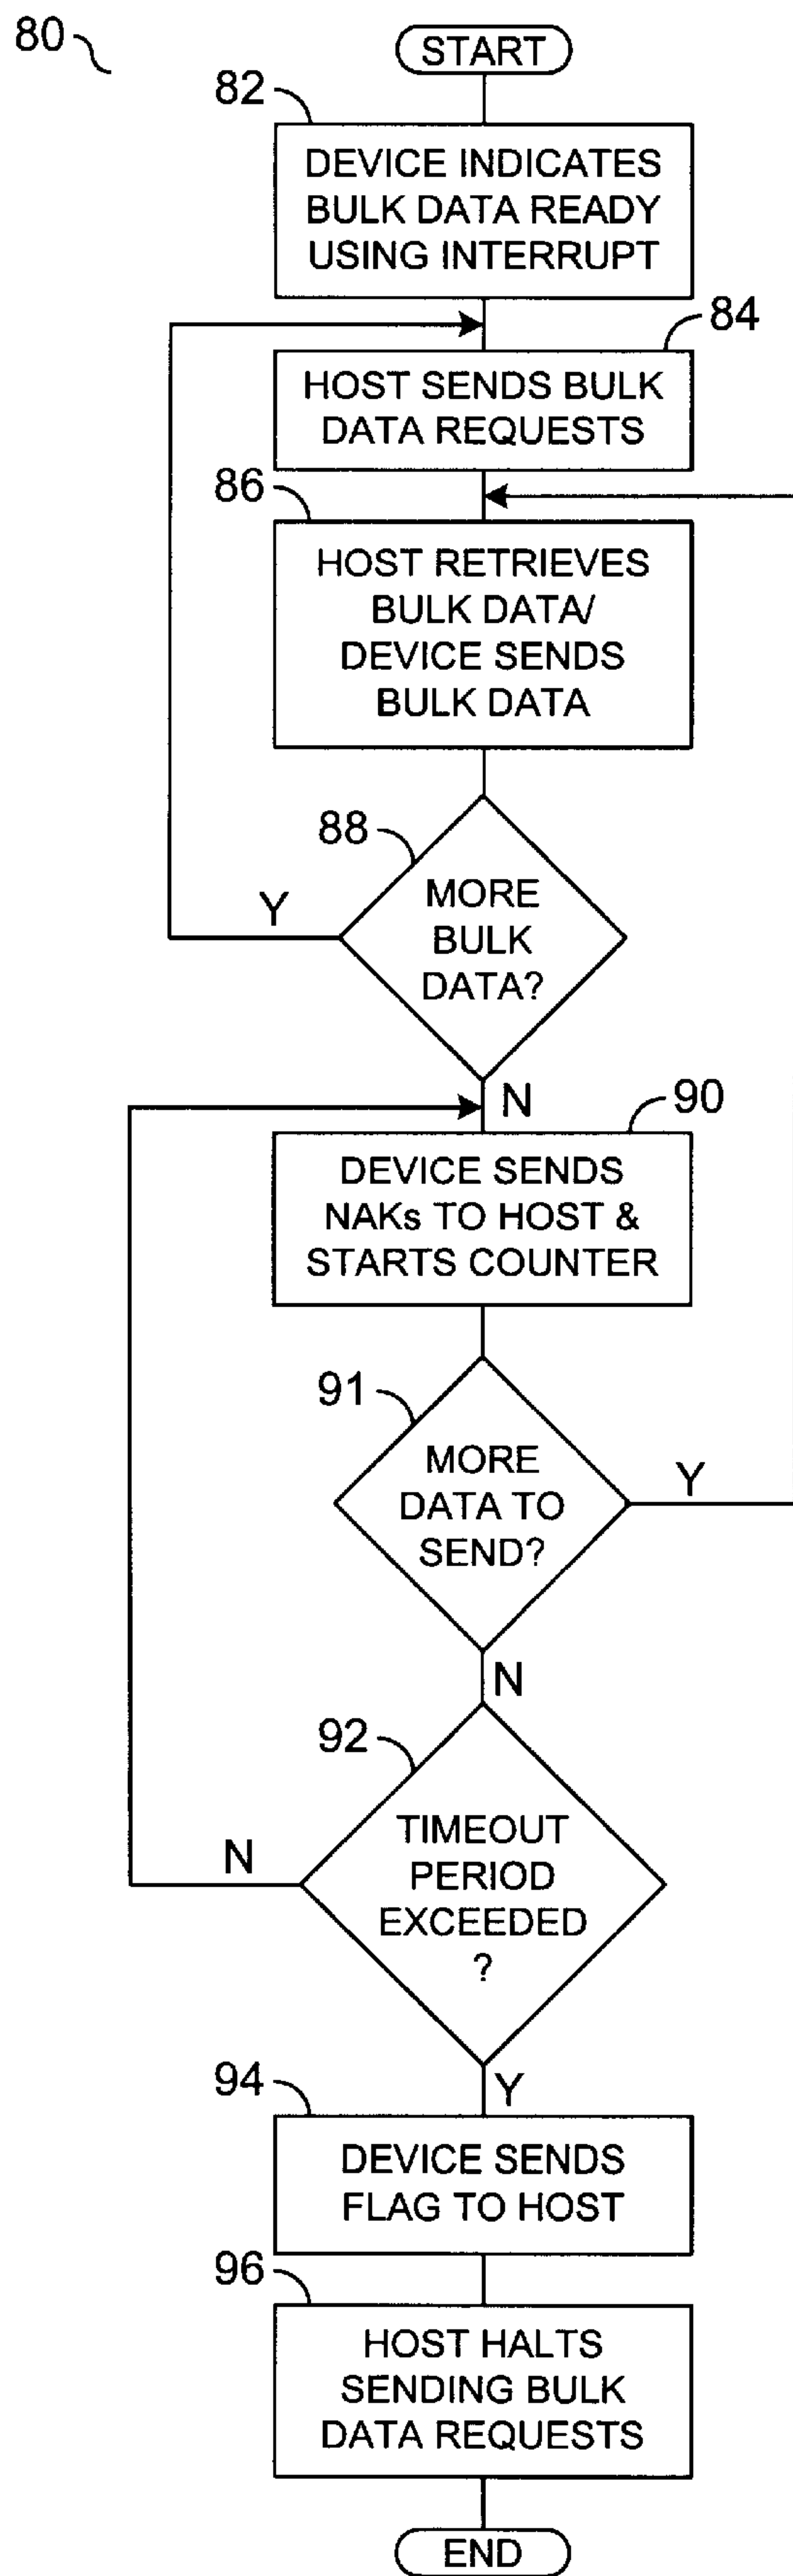 80
START
82
DEVICE INDICATES
BULK DATA READY
USING INTERRUPT
84
HOST SENDS BULK
DATA REQUESTS
86
HOST RETRIEVES
BULK DATA/
DEVICE SENDS
BULK DATA
88
MORE
BULK
DATA?
Y
N
90
DEVICE SENDS
NAKs TO HOST &
STARTS COUNTER
91
MORE
DATA TO
SEND?
Y
N
92
TIMEOUT
PERIOD
EXCEEDED
?
N
Y
94
DEVICE SENDS
FLAG TO HOST
96
HOST HALTS
SENDING BULK
DATA REQUESTS
END